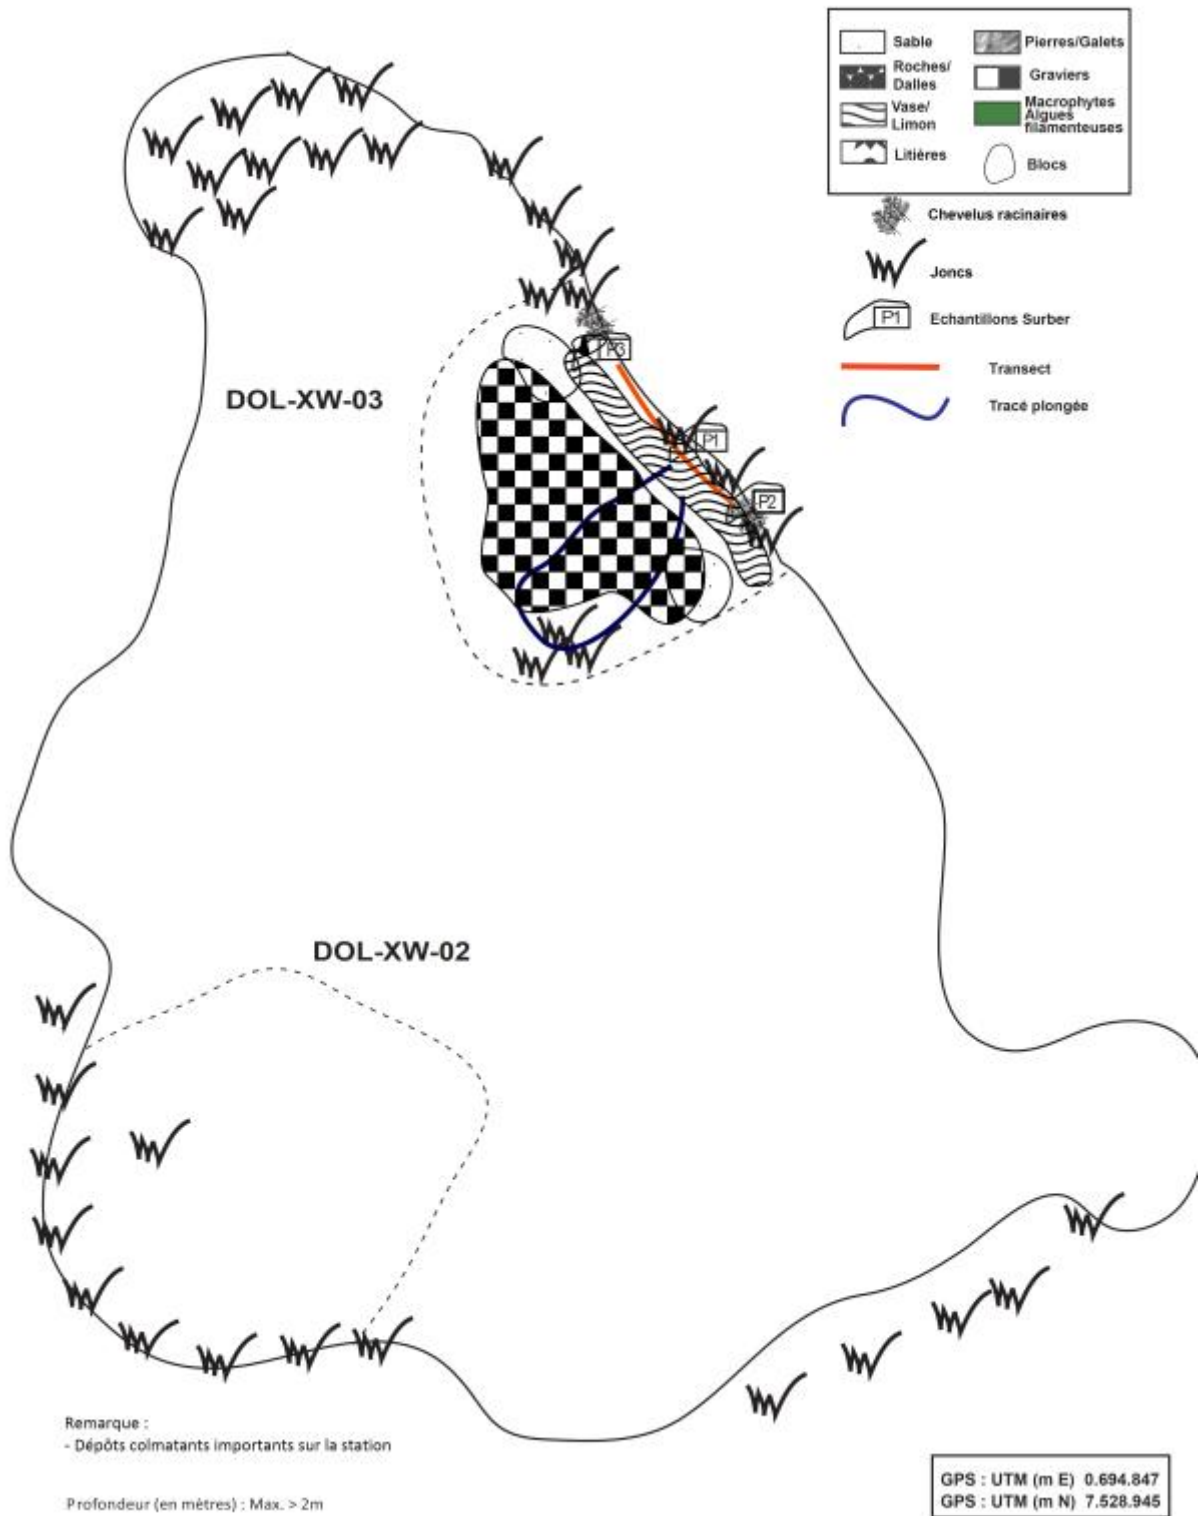 Sable
Pierres/Galets
Roches/
Dalles
Graviers
Vase/
Limon
Macrophytes
Algues
filamenteuses
Litières
Blocs
Chevelus racinaires
Joncs
P1
Echantillons Surber
Transect
Tracé plongée
P3
DOL-XW-03
P1
P2
DOL-XW-02
Remarque :
- Dépôts colmatants importants sur la station
Profondeur (en mètres) : Max. > 2m
GPS : UTM (m E) 0.694.847
GPS : UTM (m N) 7.528.945